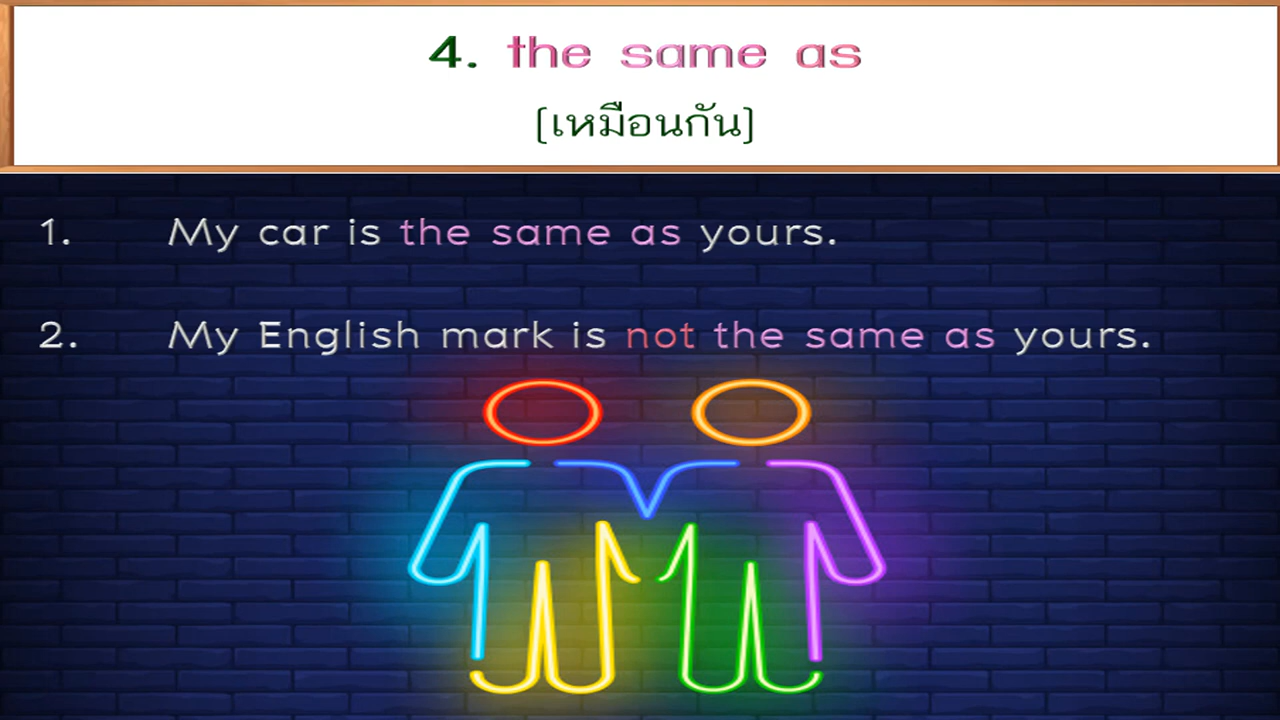 4. the same as
[เหมือนกัน]
1. My car is the same as yours.
2. My English mark is not the same as yours.